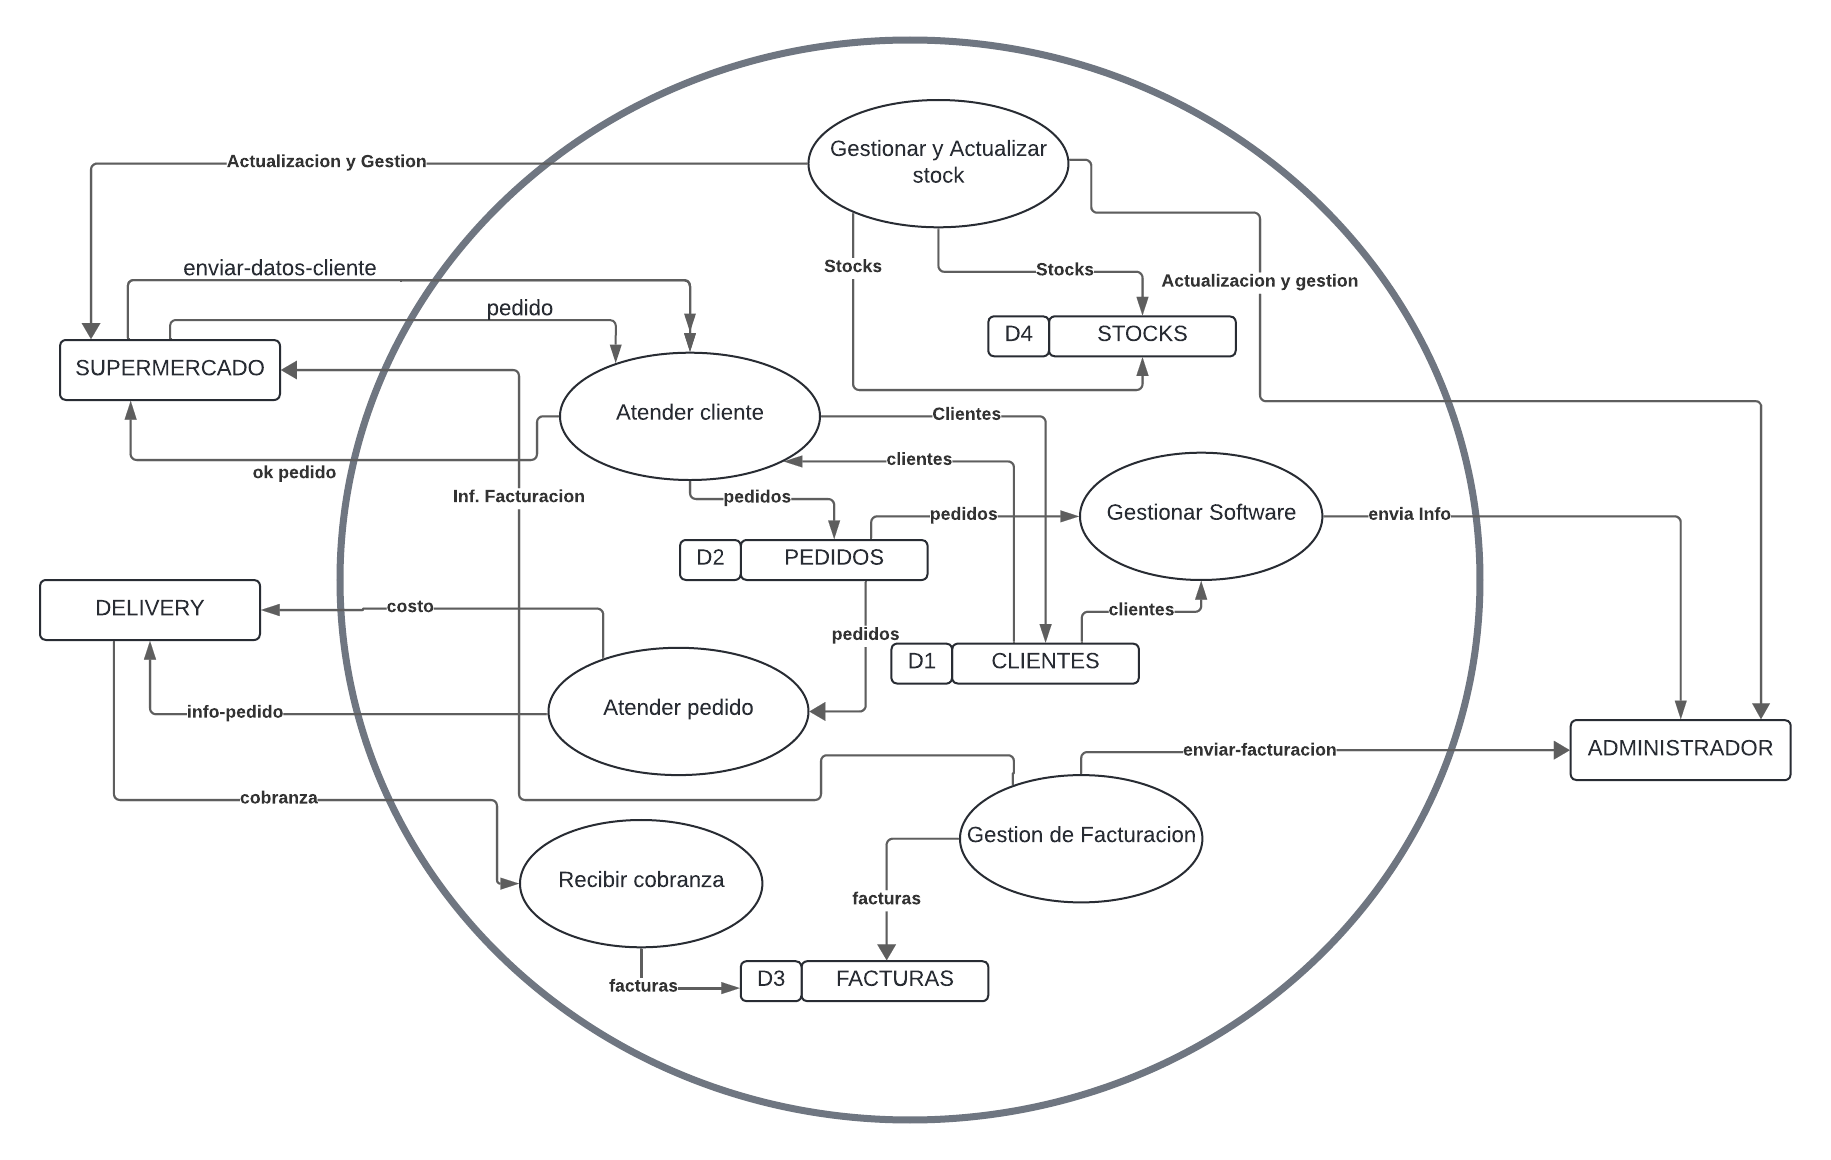 Gestionar y Actualizar
stock
Actualizacion y Gestion
enviar-datos-cliente
Stocks
Stocks
Actualizacion y gestion
pedido
D4
STOCKS
SUPERMERCADO
Atender cliente
Clientes
clientes
ok pedido
Inf. Facturacion
pedidos
pedidos
Gestionar Software
envia Info
D2
PEDIDOS
DELIVERY
costo
clientes
pedidos
D1
CLIENTES
info-pedido
Atender pedido
enviar-facturacion
ADMINISTRADOR
cobranza
Gestion de Facturacion
Recibir cobranza
facturas
facturas
D3
FACTURAS